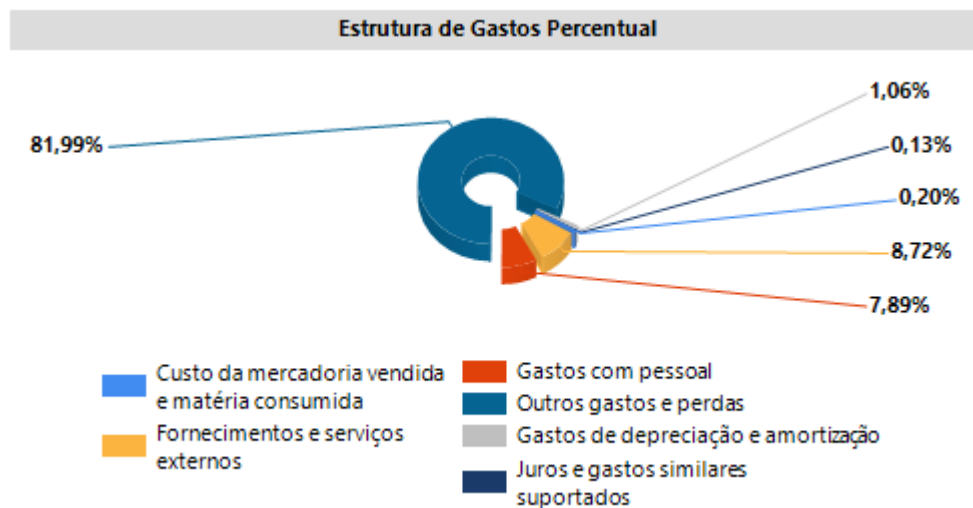 Estrutura de Gastos Percentual
1,06%
81,99%
0,13%
0,20%
8,72%
7,89%
Custo da mercadoria vendida
e matéria consumida
Fornecimentos e serviços
externos
Gastos com pessoal
Outros gastos e perdas
Gastos de depreciação e amortização
Juros e gastos similares
suportados